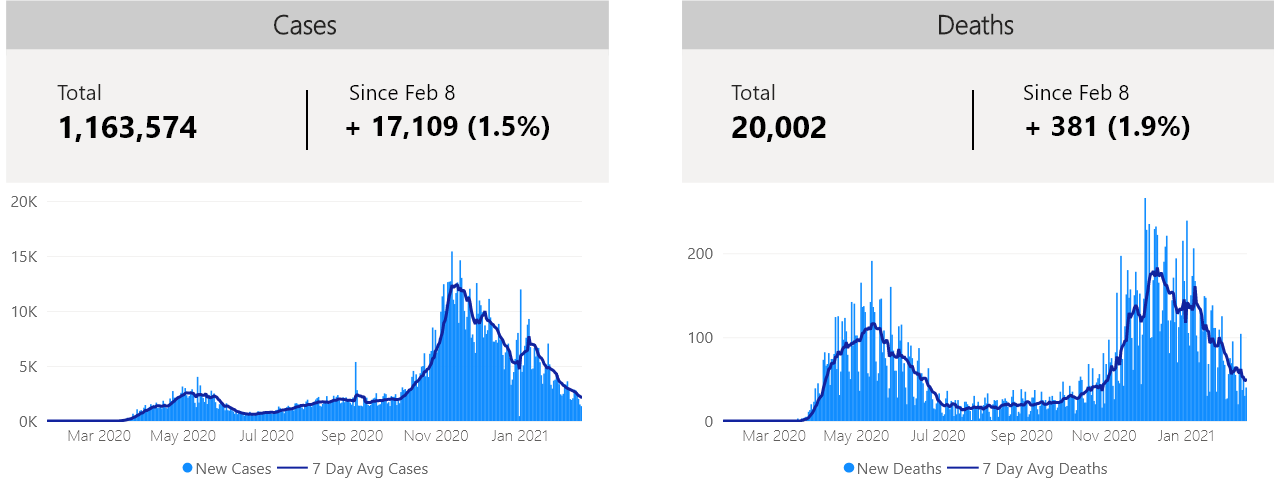 Cases
Total
1,163,574
Since Feb 8
+ 17,109 (1.5%)
20K
15K
10K
5K
0K
Mar 2020 May 2020 Jul 2020 Sep 2020 Nov 2020 Jan 2021
New Cases 7 Day Avg Cases
Deaths
Total
20,002
Since Feb 8
+ 381 (1.9%)
200
100
0
Mar 2020 May 2020 Jul 2020 Sep 2020 Nov 2020 Jan 2021
New Deaths 7 Day Avg Deaths